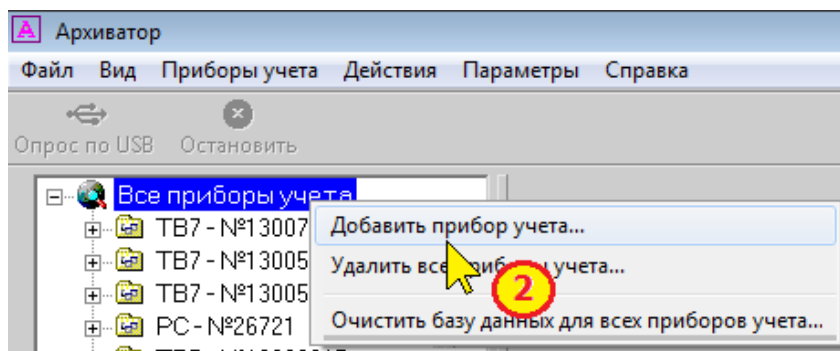 Архиватор
Файл Вид Приборы учета Действия Параметры Справка
Опрос по USB Остановить
Все приборы учета
ТВ7 - №13007
ТВ7 - №13005
ТВ7 - №13005
РС - №26721
Добавить прибор учета...
Удалить все приборы учета...
2
Очистить базу данных для всех приборов учета...